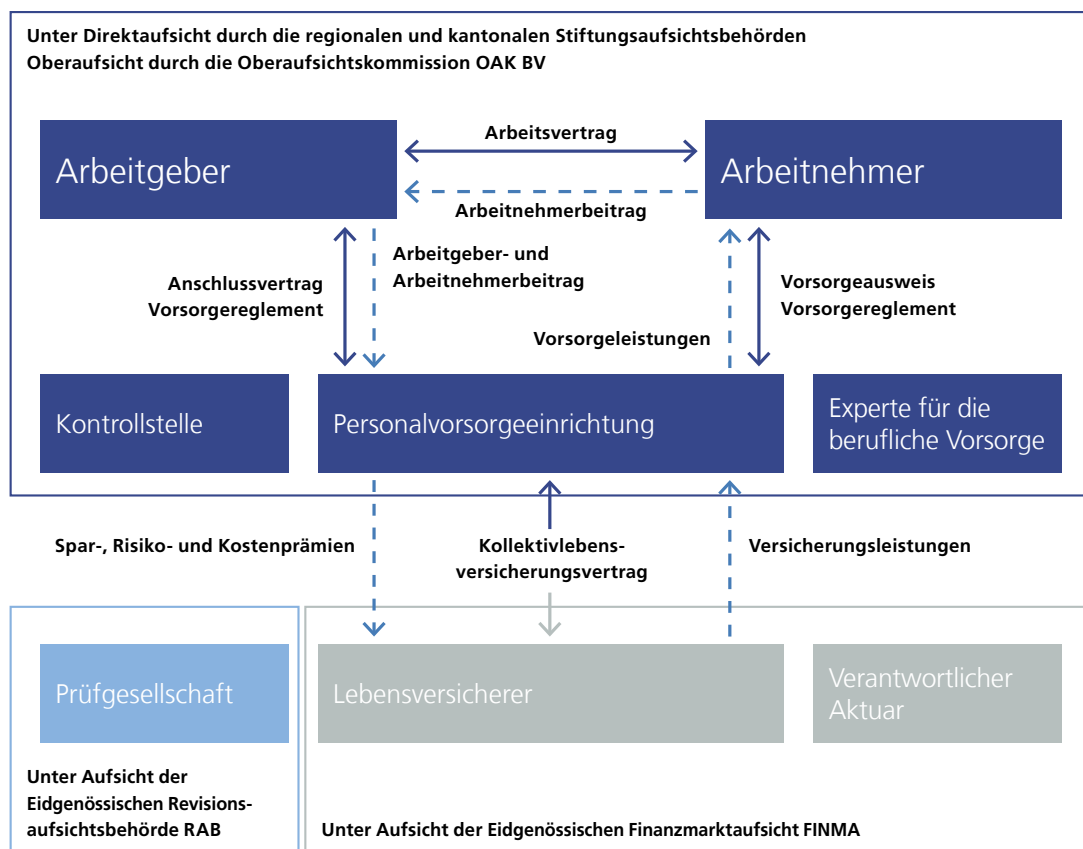 Unter Direktaufsicht durch die regionalen und kantonalen Stiftungsaufsichtsbehörden
Oberaufsicht durch die Oberaufsichtskommission OAK BV
Arbeitgeber
Arbeitsvertrag
Arbeitnehmer
Arbeitnehmerbeitrag
Anschlussvertrag
Vorsorgereglement
Arbeitgeber- und
Arbeitnehmerbeitrag
Vorsorgeleistungen
Vorsorgeausweis
Vorsorgereglement
Kontrollstelle
Personalvorsorgeeinrichtung
Experte für die
berufliche Vorsorge
Spar-, Risiko- und Kostenprämien
Kollektivlebens-
versicherungsvertrag
Versicherungsleistungen
Prüfgesellschaft
Lebensversicherer
Verantwortlicher
Aktuar
Unter Aufsicht der
Eidgenössischen Revisions-
aufsichtsbehörde RAB
Unter Aufsicht der Eidgenössischen Finanzmarktaufsicht FINMA